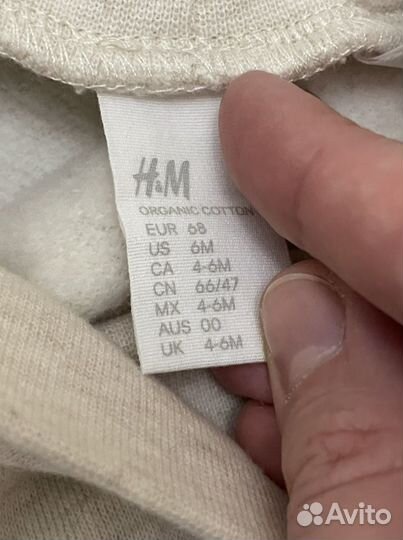 H&M
ORGANIC COTTON
EUR 68
US 6M
CA 4-6M
CN 66/47
MX 4-6M
AUS 00
UK 4-6M
Avito